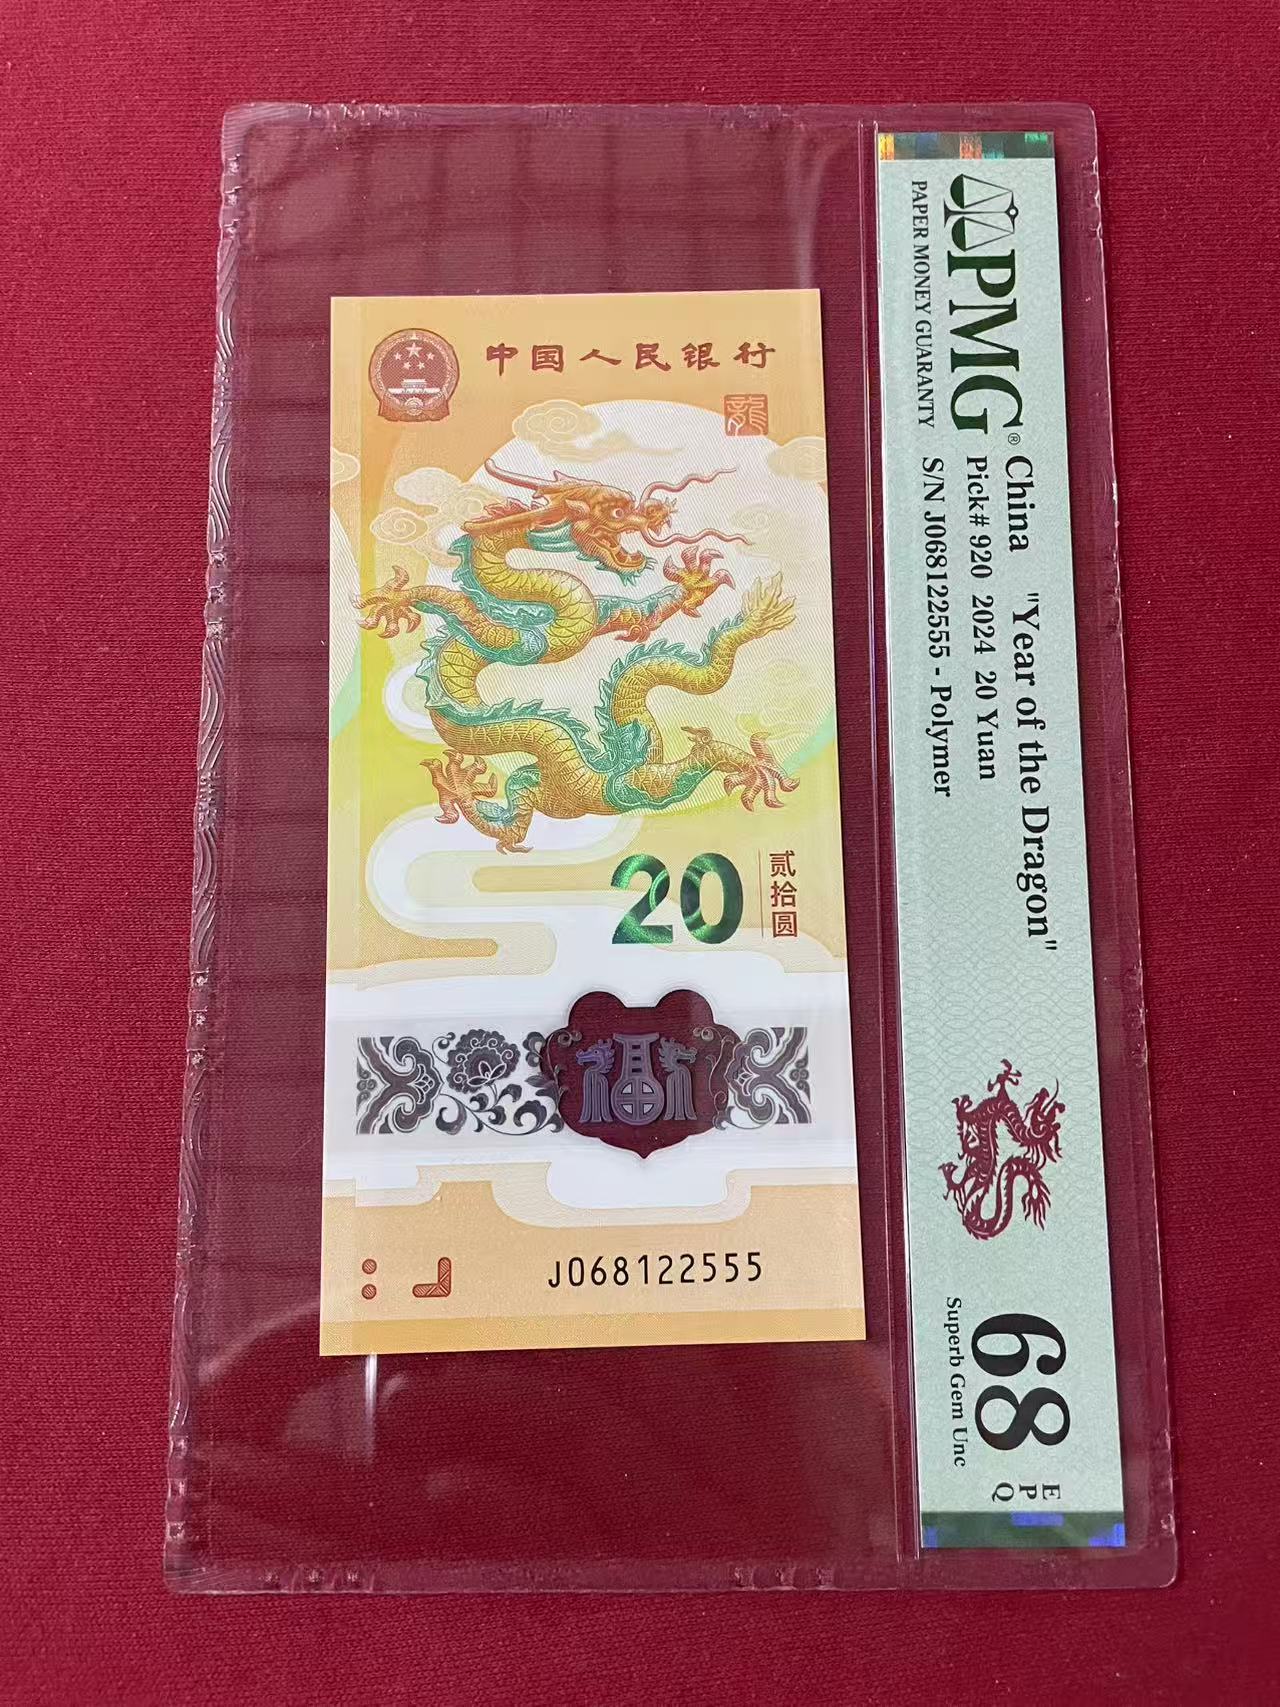 中国人民银行
龍
20
贰拾圆
福
J068122555
PMG®
PAPER MONEY GUARANTY
China "Year of the Dragon"
Pick# 920 2024 20 Yuan
S/N J068122555 - Polymer
68
EPQ
Superb Gem Unc